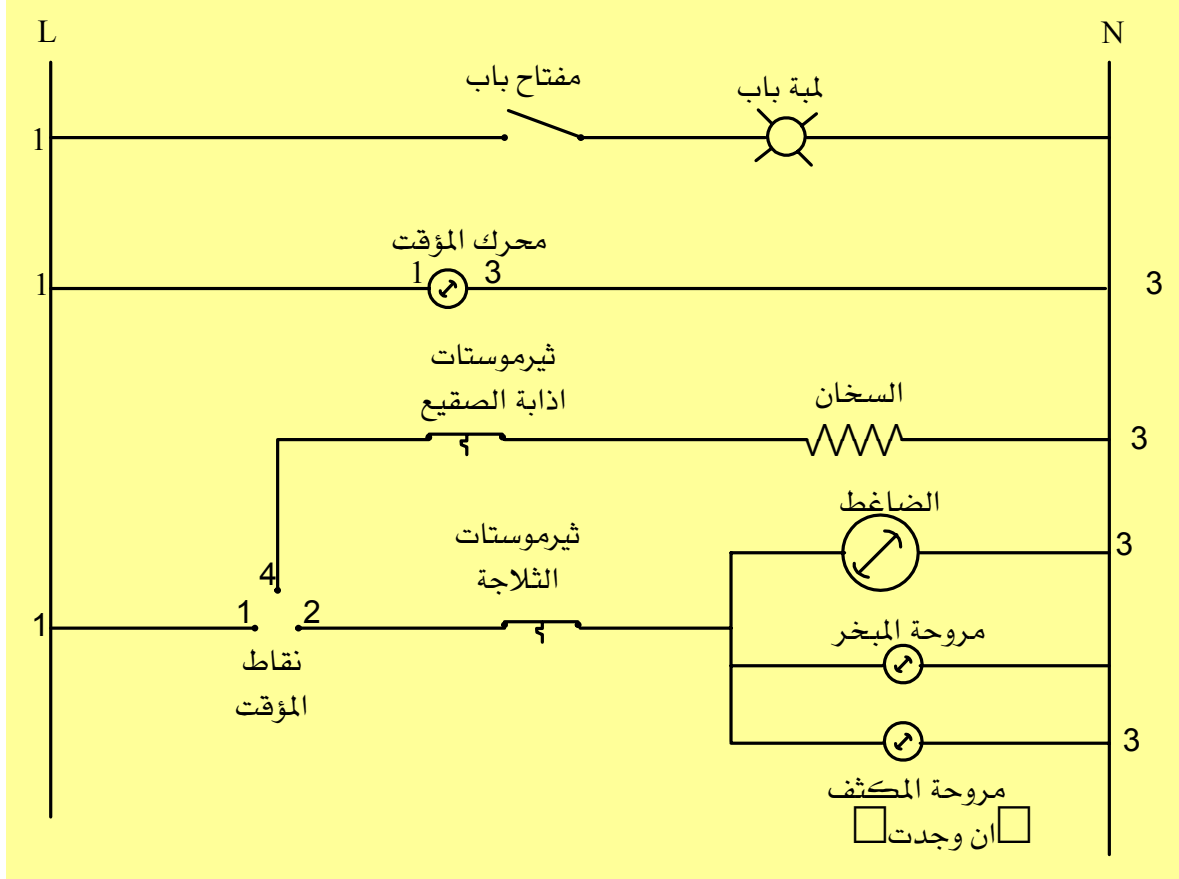 L N
مفتاح باب
لمبة باب
1
محرك المؤقت
1 1 3 3
ثيرموستات
اذابة الصقيع
السخان
3
الضاغط
3
ثيرموستات
الثلاجة
4
1 1 2
نقاط
المؤقت
مروحة المبخر
3
مروحة المكثف
ان وجدت